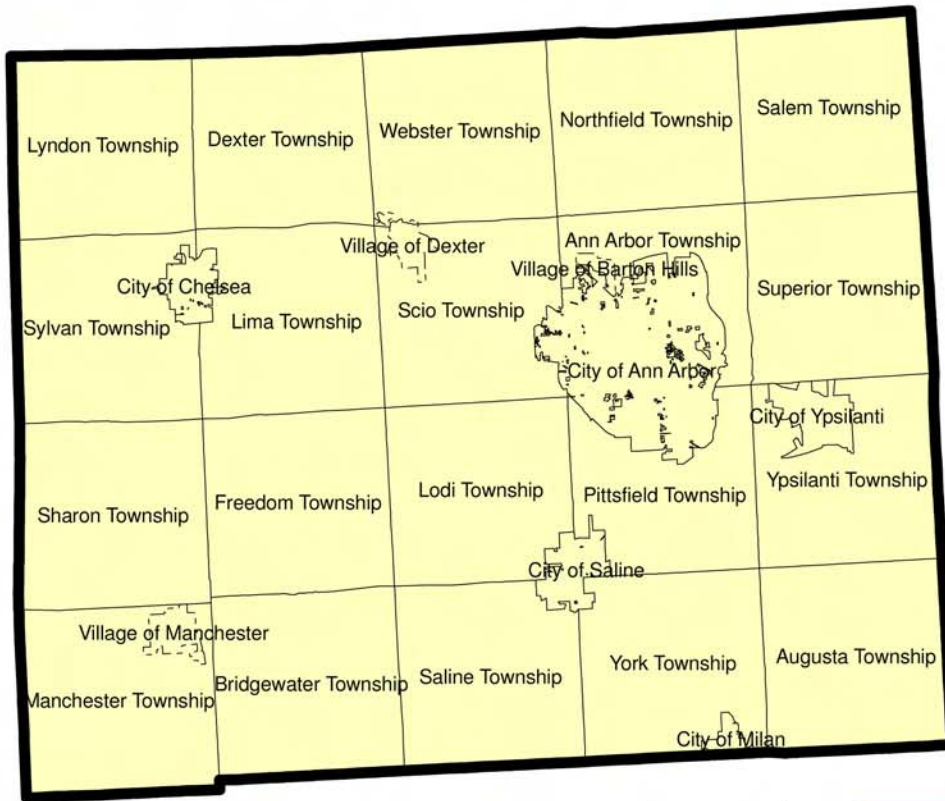 Salem Township
Northfield Township
Webster Township
Dexter Township
Lyndon Township
Ann Arbor Township
Village of Dexter
Village of Barton Hills
City of Chelsea
Superior Township
Scio Township
Lima Township
Sylvan Township
City of Ann Arbor
City of Ypsilanti
Ypsilanti Township
Lodi Township
Pittsfield Township
Freedom Township
Sharon Township
City of Saline
Village of Manchester
Augusta Township
York Township
Saline Township
Bridgewater Township
Manchester Township
City of Milan